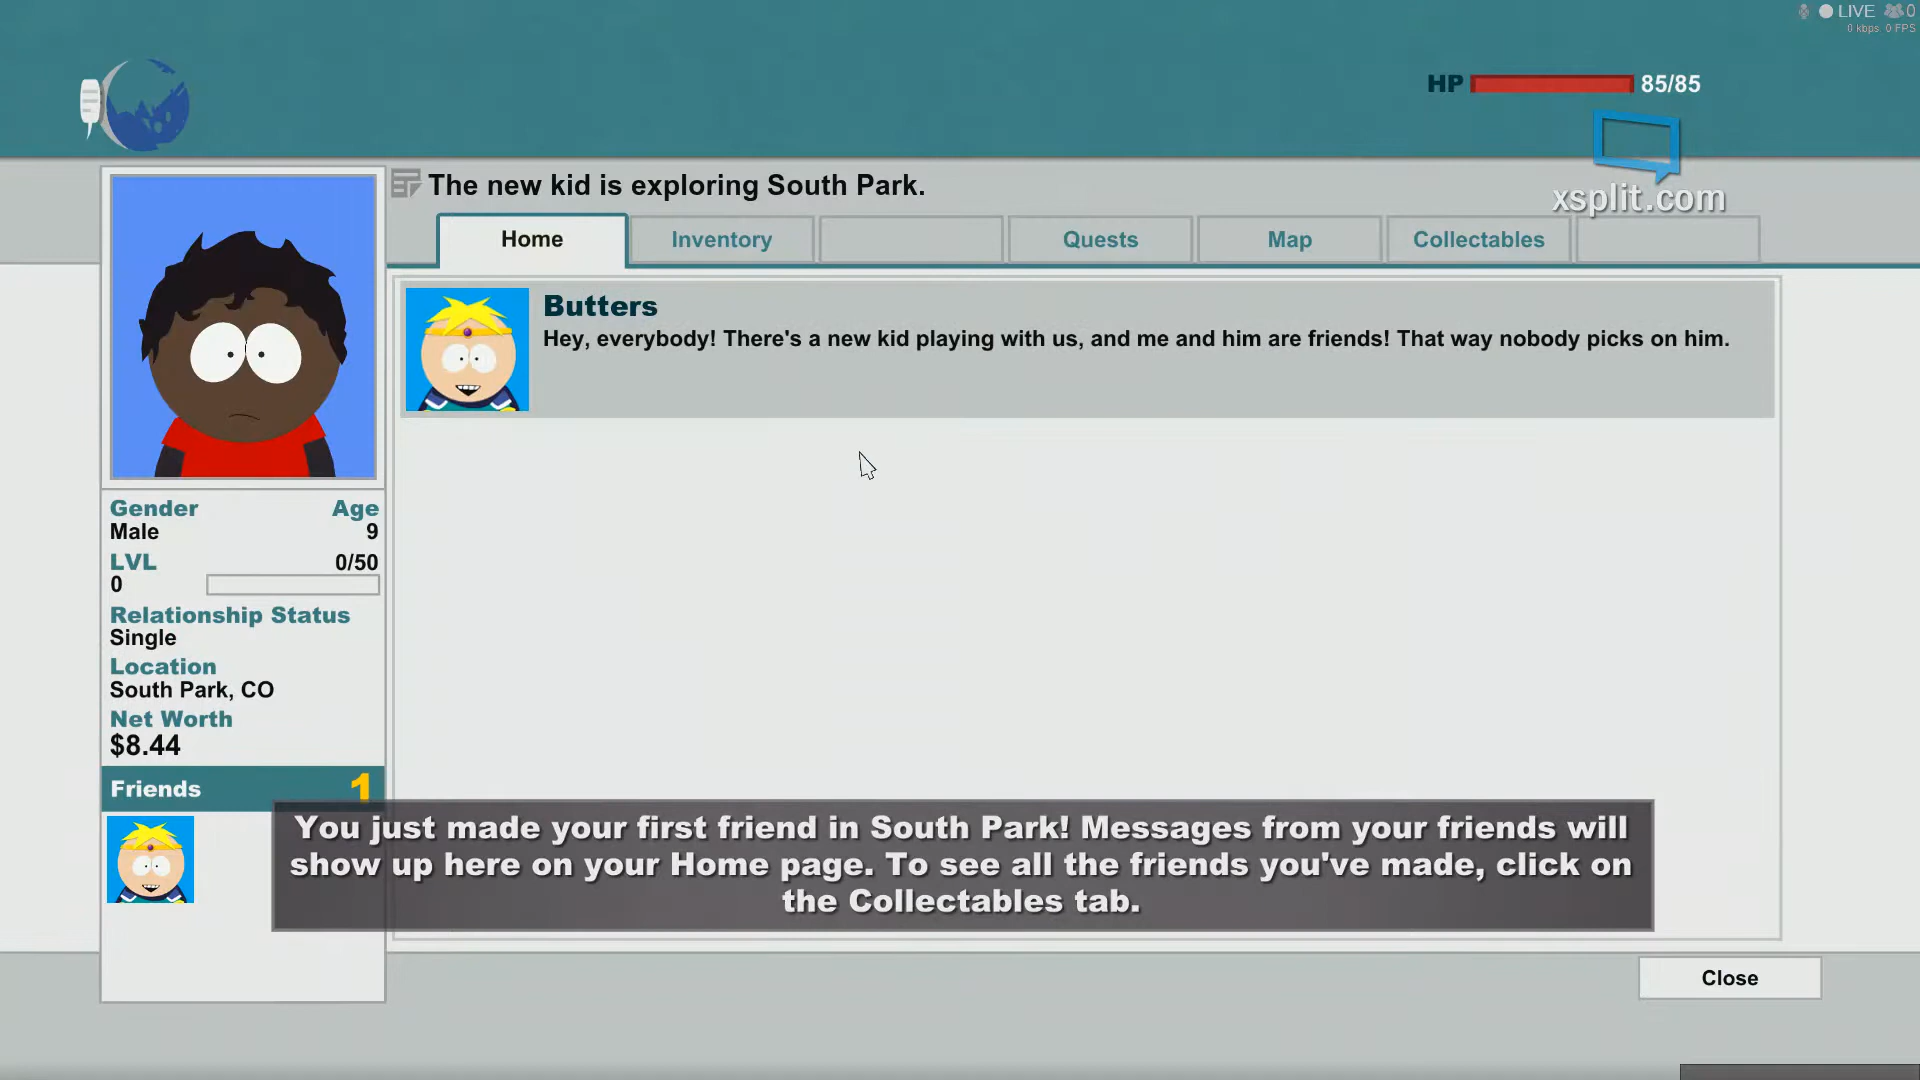 LIVE 0
0 kbps 0 FPS
HP 85/85
xsplit.com
The new kid is exploring South Park.
Home Inventory Quests Map Collectables
Butters
Hey, everybody! There's a new kid playing with us, and me and him are friends! That way nobody picks on him.
Gender Age
Male 9
LVL 0/50
0
Relationship Status
Single
Location
South Park, CO
Net Worth
$8.44
Friends 1
You just made your first friend in South Park! Messages from your friends will
show up here on your Home page. To see all the friends you've made, click on
the Collectables tab.
Close